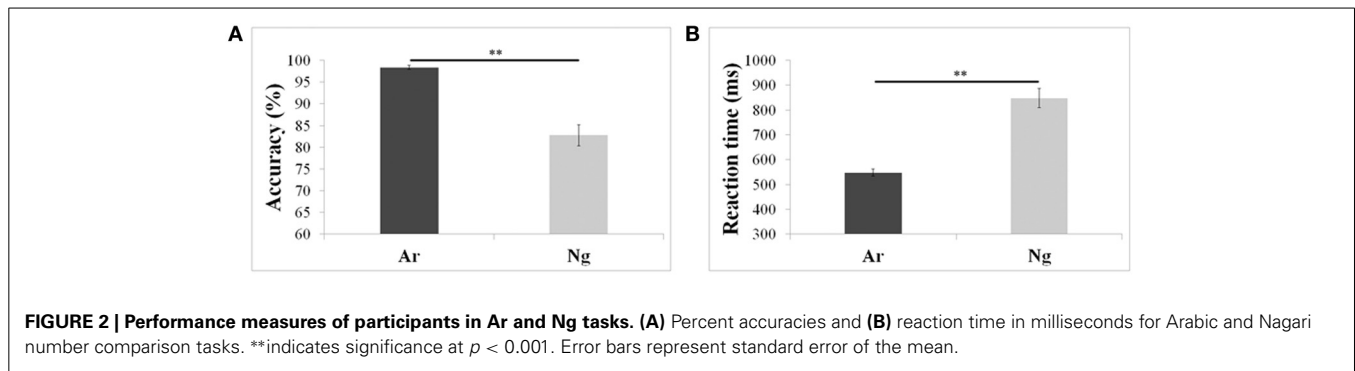 A
**
100
95
90
85
80
75
70
65
60
Accuracy (%)
Ar Ng
B
**
1000
900
800
700
600
500
400
300
Reaction time (ms)
Ar Ng
FIGURE 2 | Performance measures of participants in Ar and Ng tasks. (A) Percent accuracies and (B) reaction time in milliseconds for Arabic and Nagari
number comparison tasks. **indicates significance at p < 0.001. Error bars represent standard error of the mean.